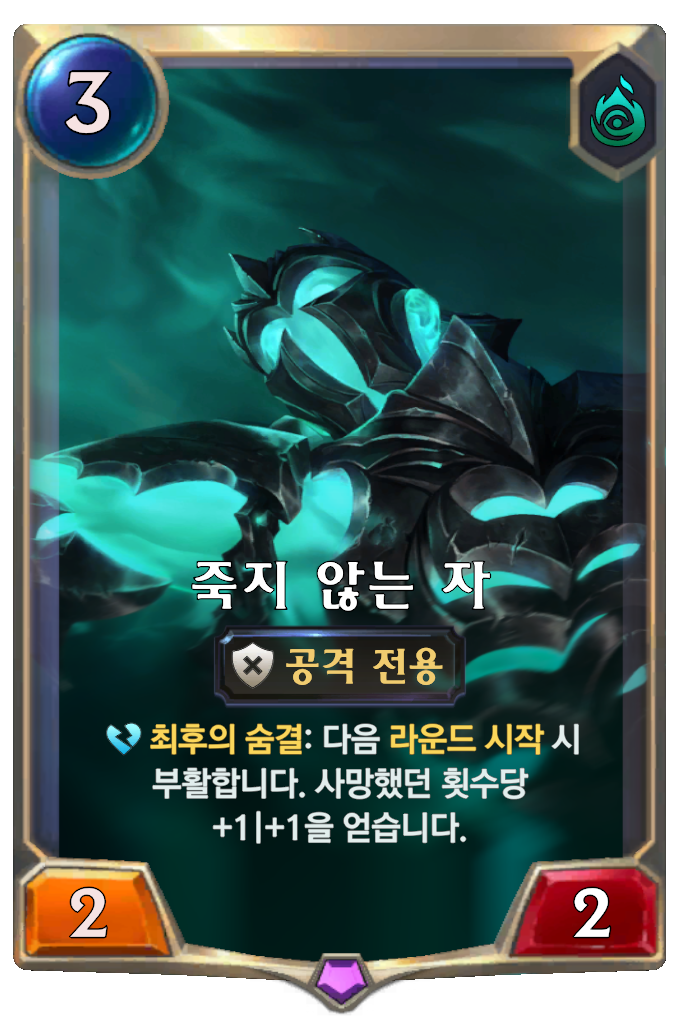 3
죽지 않는 자
공격 전용
최후의 숨결: 다음 라운드 시작 시
부활합니다. 사망했던 횟수당
+1|+1을 얻습니다.
2
2